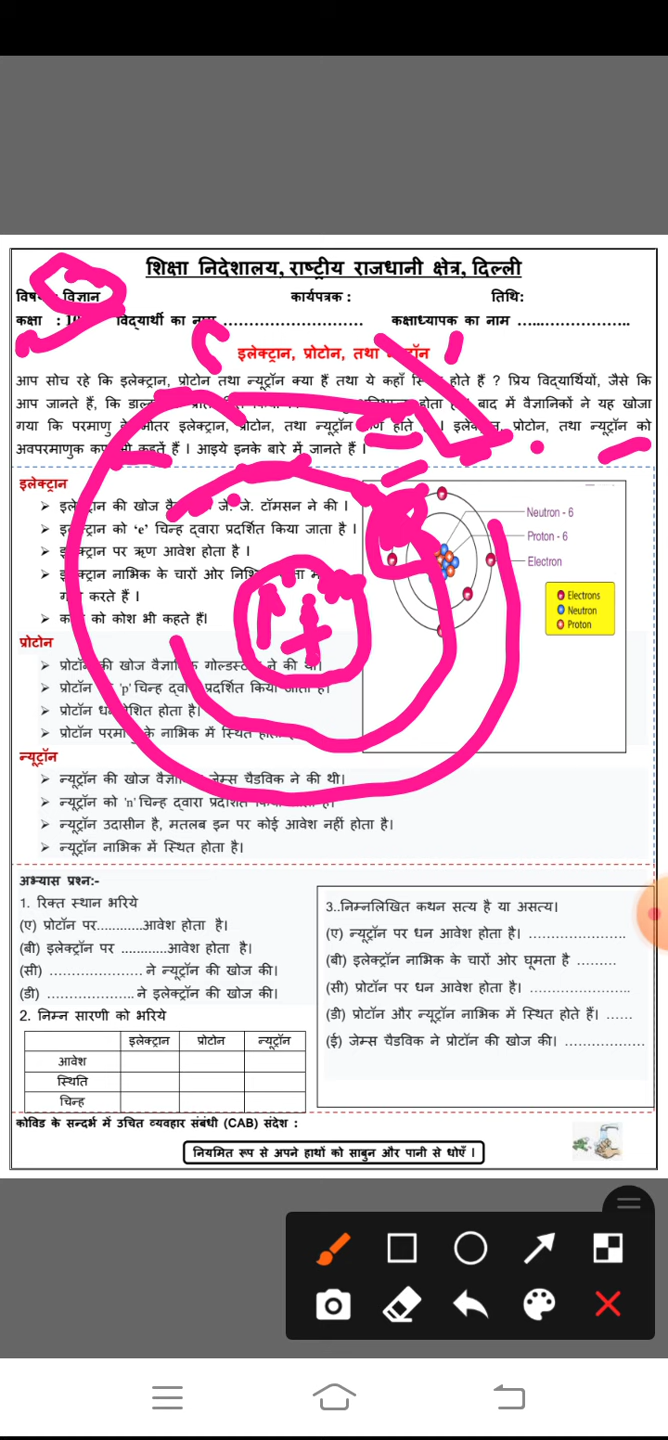 शिक्षा निदेशालय, राष्ट्रीय राजधानी क्षेत्र, दिल्ली
विज्ञान कार्यपत्रक : तिथि:
कक्षा : विद्यार्थी का नाम ........................... कक्षाध्यापक का नाम ......................
इलेक्ट्रान, प्रोटोन, तथा
आप सोच रहे कि इलेक्ट्रान, प्रोटोन तथा न्यूट्रॉन क्या हैं तथा ये कहाँ होते हैं ? प्रिय विद्यार्थियों, जैसे कि
आप जानते हैं, कि होता बाद में वैज्ञानिकों ने यह खोजा
गया कि परमाणु इलेक्ट्रान, प्रोटोन, तथा न्यूट्रॉन होते । प्रोटोन, तथा न्यूट्रॉन को
अवपरमाणुक कहतें हैं । आइये इनके बारे में जानते हैं ।
इलेक्ट्रान
➢ की खोज जे. जे. टॉमसन ने की ।
➢ को 'e' चिन्ह द्वारा प्रदर्शित किया जाता है ।
➢ पर ऋण आवेश होता है ।
➢ नाभिक के चारों ओर
करते हैं ।
➢ को कोश भी कहते हैं।
Neutron - 6
Proton - 6
Electron
Electrons
Neutron
Proton
प्रोटोन
➢ की खोज गोल्डस्ट ने की
➢ प्रोटॉन 'p' चिन्ह प्रदर्शित किया
➢ प्रोटॉन होता है।
➢ प्रोटॉन के नाभिक में स्थित
न्यूट्रॉन
➢ न्यूट्रॉन की खोज जेम्स चैडविक ने की थी।
➢ न्यूट्रॉन को 'n' चिन्ह द्वारा
➢ न्यूट्रॉन उदासीन है, मतलब इन पर कोई आवेश नहीं होता है।
➢ न्यूट्रॉन नाभिक में स्थित होता है।
अभ्यास प्रश्न:-
1. रिक्त स्थान भरिये
(ए) प्रोटॉन पर............आवेश होता है।
(बी) इलेक्ट्रॉन पर ............आवेश होता है।
(सी) ........................ ने न्यूट्रॉन की खोज की।
(डी) ......................ने इलेक्ट्रॉन की खोज की।
2. निम्न सारणी को भरिये
इलेक्ट्रान प्रोटोन न्यूट्रॉन
आवेश
स्थिति
चिन्ह
3..निम्नलिखित कथन सत्य है या असत्य।
(ए) न्यूट्रॉन पर धन आवेश होता है। .........................
(बी) इलेक्ट्रॉन नाभिक के चारों ओर घूमता है .........
(सी) प्रोटॉन पर धन आवेश होता है। ..........................
(डी) प्रोटॉन और न्यूट्रॉन नाभिक में स्थित होते हैं। ......
(ई) जेम्स चैडविक ने प्रोटॉन की खोज की। ....................
कोविड के सन्दर्भ में उचित व्यवहार संबंधी (CAB) संदेश :
नियमित रूप से अपने हाथों को साबुन और पानी से धोएँ ।